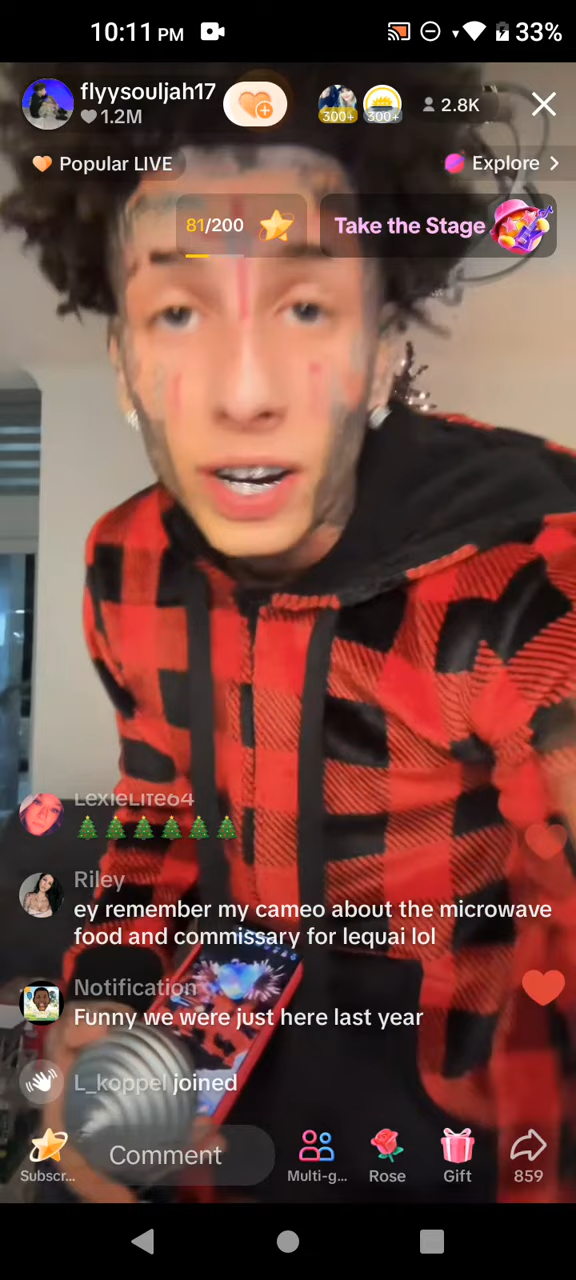 10:11 PM
33%
flyysouljah17
1.2M
300+
300+
2.8K
Popular LIVE
Explore >
81/200
Take the Stage
LexieLife64
🎄🎄🎄🎄🎄🎄
Riley
ey remember my cameo about the microwave
food and commissary for lequai lol
Notification
Funny we were just here last year
L_koppel joined
Comment
Subscr...
Multi-g...
Rose
Gift
859